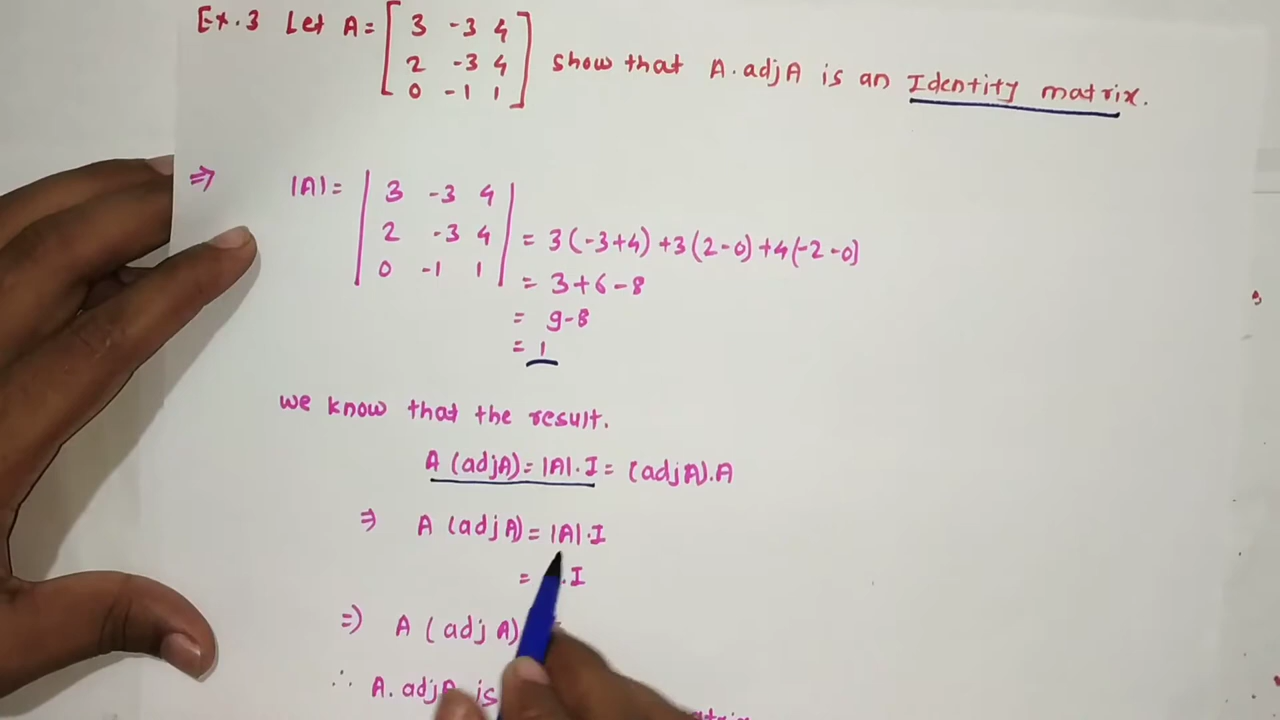 Ex.3 Let A = [ 3 -3 4
2 -3 4
0 -1 1 ] show that A.adjA is an Identity matrix.
⇒ |A| = | 3 -3 4
2 -3 4
0 -1 1 | = 3(-3+4) +3(2-0) +4(-2-0)
= 3+6-8
= 9-8
= 1
we know that the result.
A (adjA) = |A|.I = (adjA).A
⇒ A (adj A) = |A|.I
= .I
⇒ A (adj A)
∴ A.adjA is